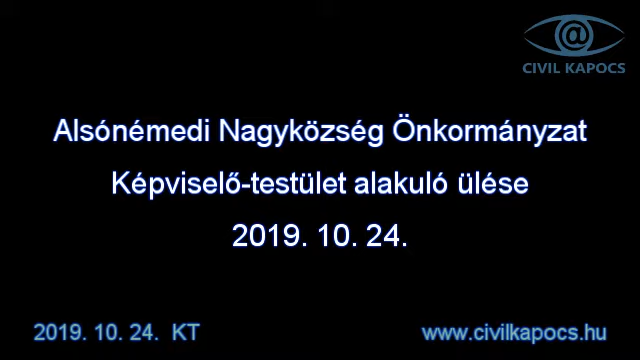 @
CIVIL KAPOCS
Alsónémedi Nagyközség Önkormányzat
Képviselő-testület alakuló ülése
2019. 10. 24.
2019. 10. 24. KT
www.civilkapocs.hu